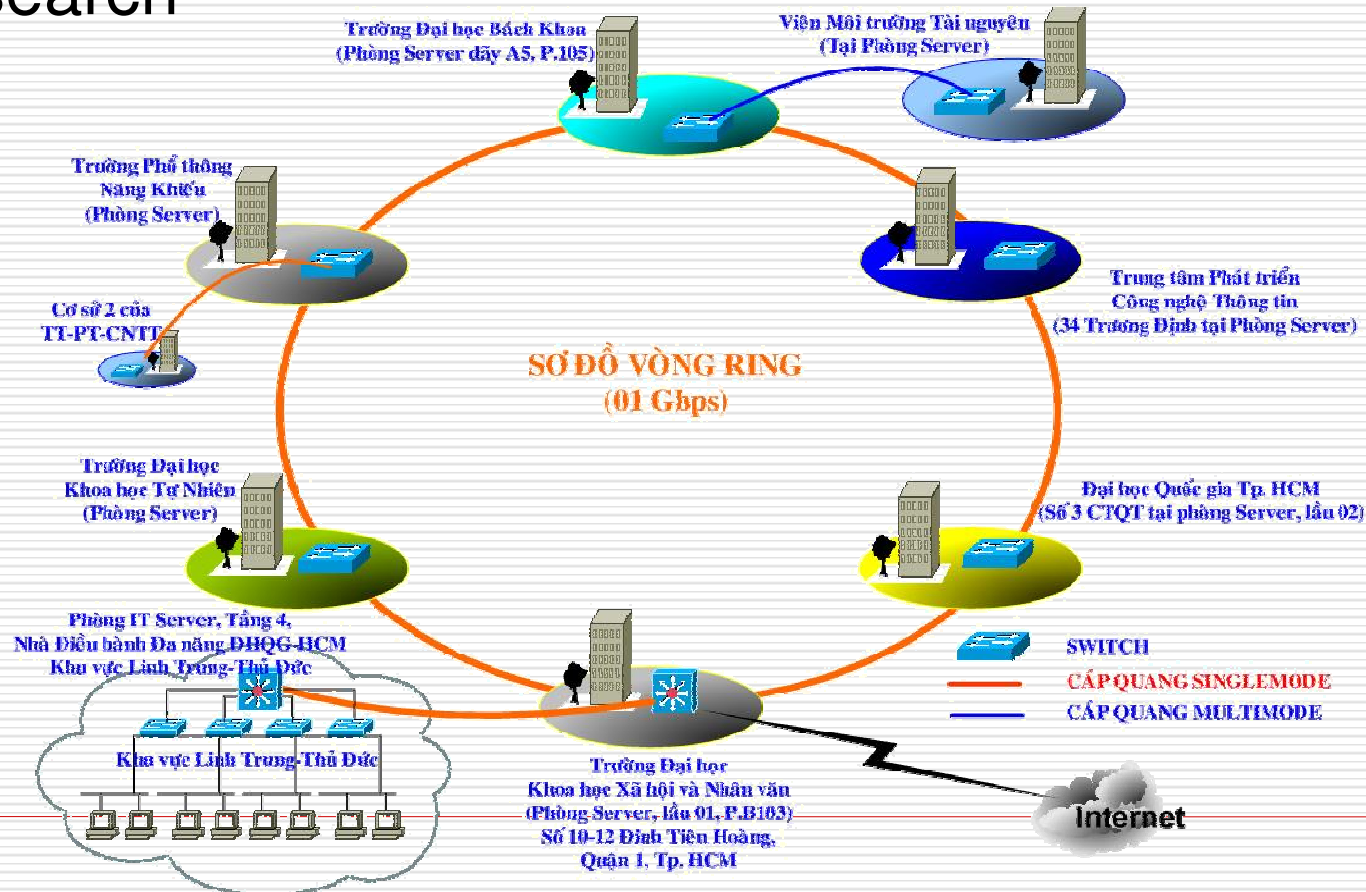 search
Trường Đại học Bách Khoa
(Phòng Server dãy A5, P.105)
Viện Môi trường Tài nguyên
(Tại Phòng Server)
Trường Phổ thông
Năng Khiếu
(Phòng Server)
Trung tâm Phát triển
Công nghệ Thông tin
(34 Trương Định tại Phòng Server)
Cơ sử 2 của
TT-PT-CNTT
SƠ ĐỒ VÒNG RING
(01 Gbps)
Trường Đại học
Khoa học Tự Nhiên
(Phòng Server)
Đại học Quốc gia Tp. HCM
(Số 3 CTQT tại phòng Server, lầu 02)
Phòng IT Server, Tầng 4,
Nhà Điều hành Đa năng ĐHQG-HCM
Khu vực Linh Trung-Thủ Đức
SWITCH
CÁP QUANG SINGLEMODE
CÁP QUANG MULTIMODE
Khu vực Linh Trung-Thủ Đức
Trường Đại học
Khoa học Xã hội và Nhân văn
(Phòng Server, lầu 01, P.B103)
Số 10-12 Đinh Tiên Hoàng,
Quận 1, Tp. HCM
Internet